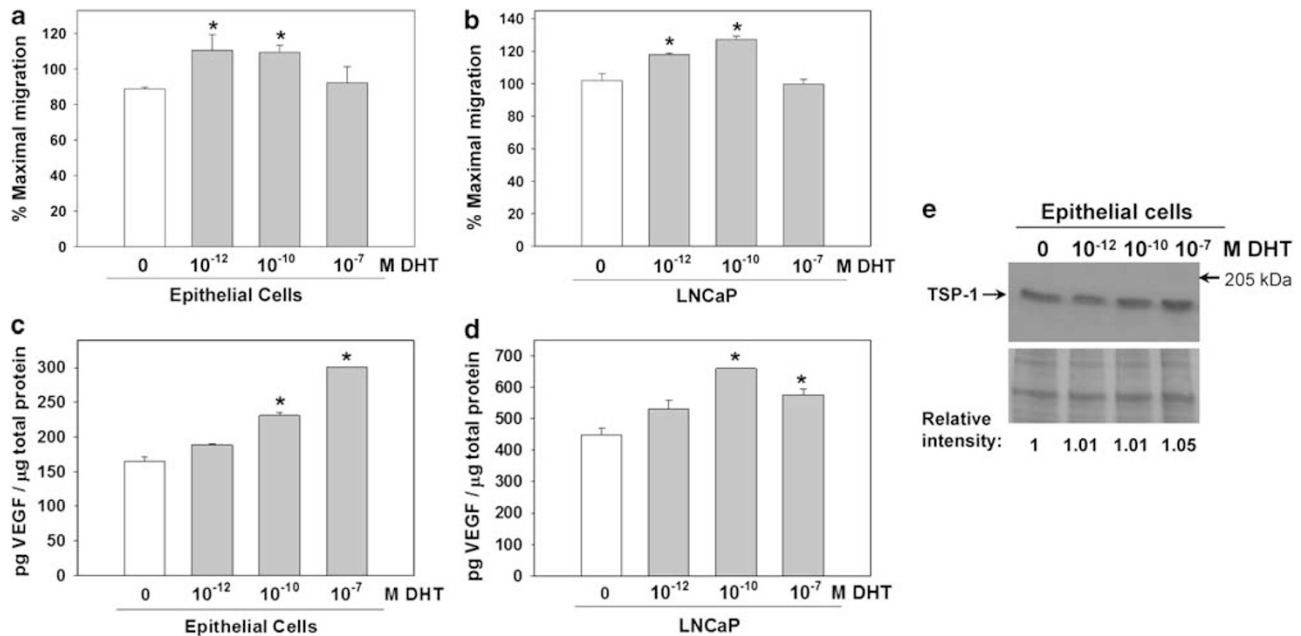 a
% Maximal migration
120
100
80
60
40
20
0
* *
0 10⁻¹² 10⁻¹⁰ 10⁻⁷ M DHT
Epithelial Cells
b
% Maximal migration
140
120
100
80
60
40
20
0
* *
0 10⁻¹² 10⁻¹⁰ 10⁻⁷ M DHT
LNCaP
c
pg VEGF / µg total protein
300
250
200
150
100
50
0
* *
0 10⁻¹² 10⁻¹⁰ 10⁻⁷ M DHT
Epithelial Cells
d
pg VEGF / µg total protein
700
600
500
400
300
200
100
0
* *
0 10⁻¹² 10⁻¹⁰ 10⁻⁷ M DHT
LNCaP
e
Epithelial cells
0 10⁻¹² 10⁻¹⁰ 10⁻⁷ M DHT
205 kDa
TSP-1
Relative
intensity: 1 1.01 1.01 1.05